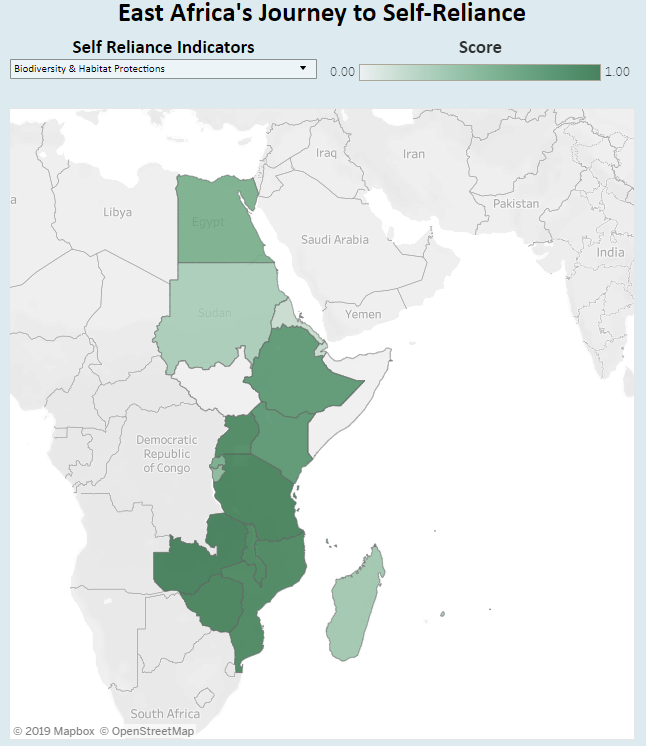 East Africa's Journey to Self-Reliance
Self Reliance Indicators
Score
Biodiversity & Habitat Protections
0.00
1.00
Iraq
Iran
a
Libya
Egypt
Pakistan
Saudi Arabia
India
Sudan
Yemen
Democratic
Republic
of Congo
South Africa
© 2019 Mapbox © OpenStreetMap